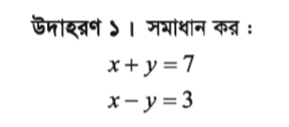 উদাহরণ ১। সমাধান কর :
x + y = 7
x − y = 3